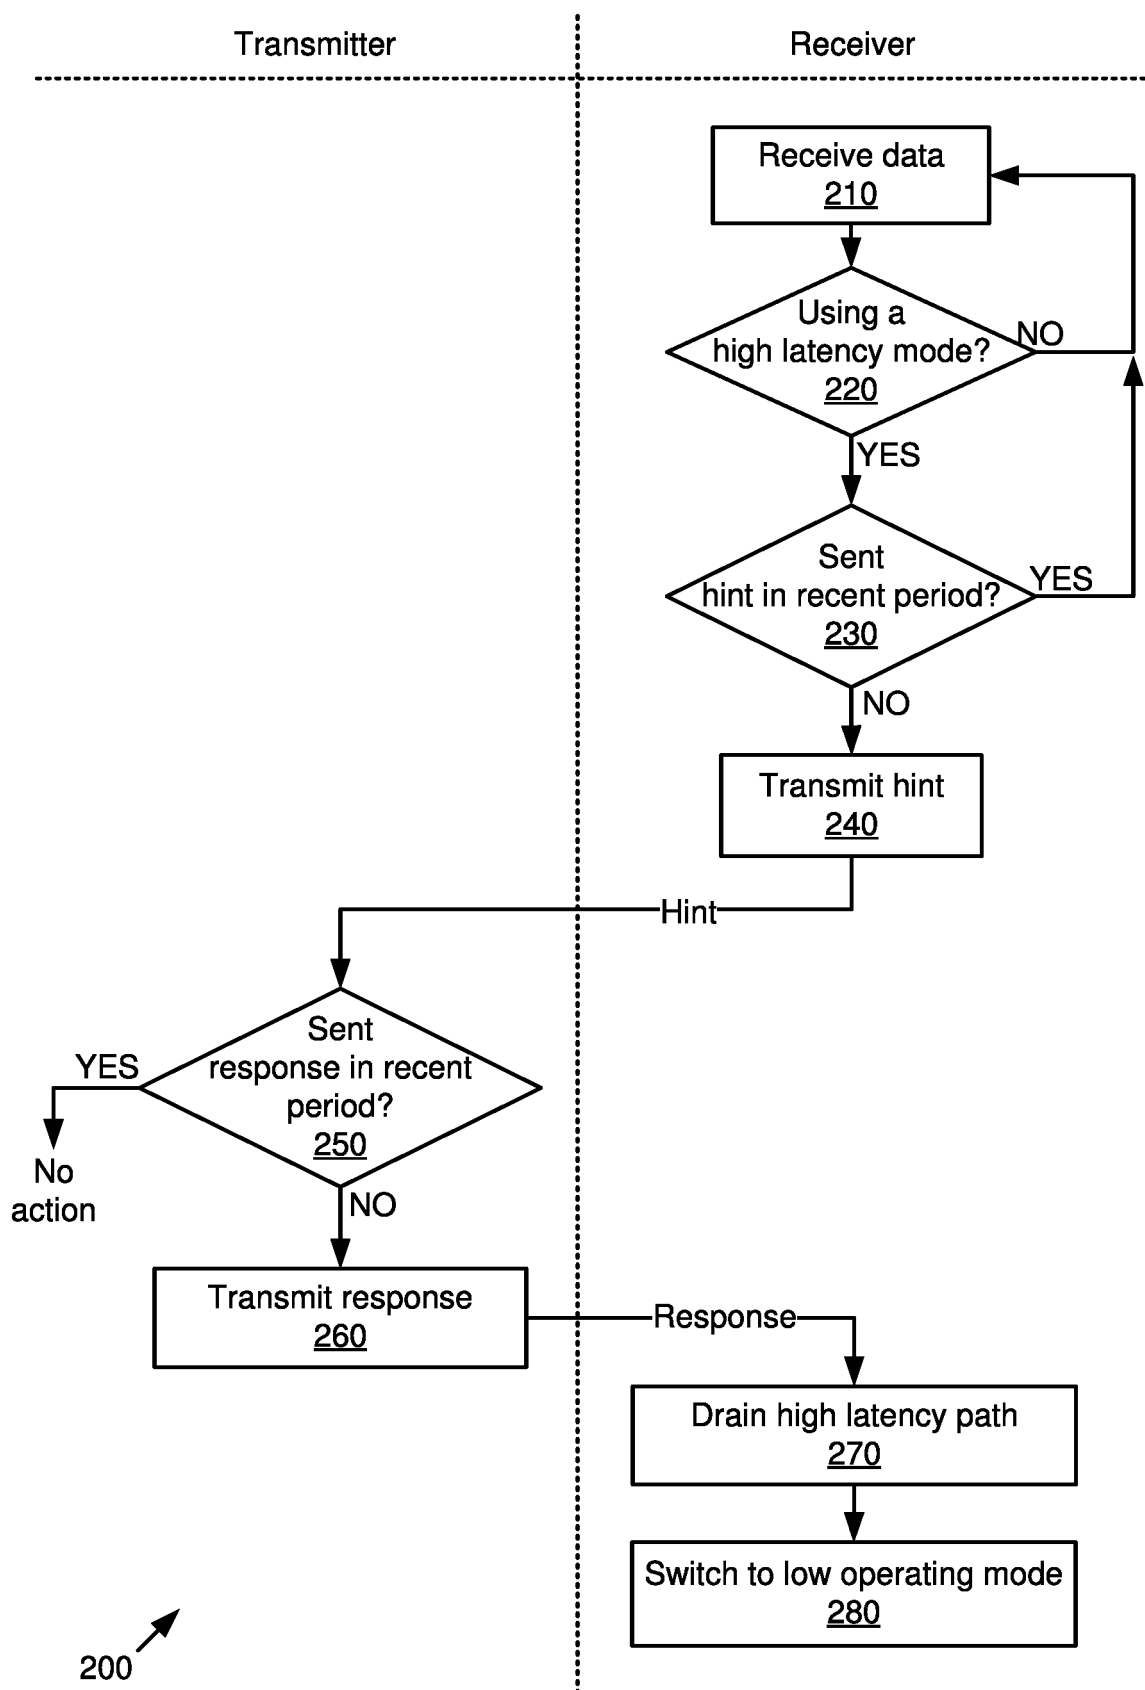 Transmitter
Receiver
Receive data
210
Using a
high latency mode?
220
NO
YES
Sent
hint in recent period?
230
YES
NO
Transmit hint
240
Hint
Sent
response in recent
period?
250
YES
No
action
NO
Transmit response
260
Response
Drain high latency path
270
Switch to low operating mode
280
200